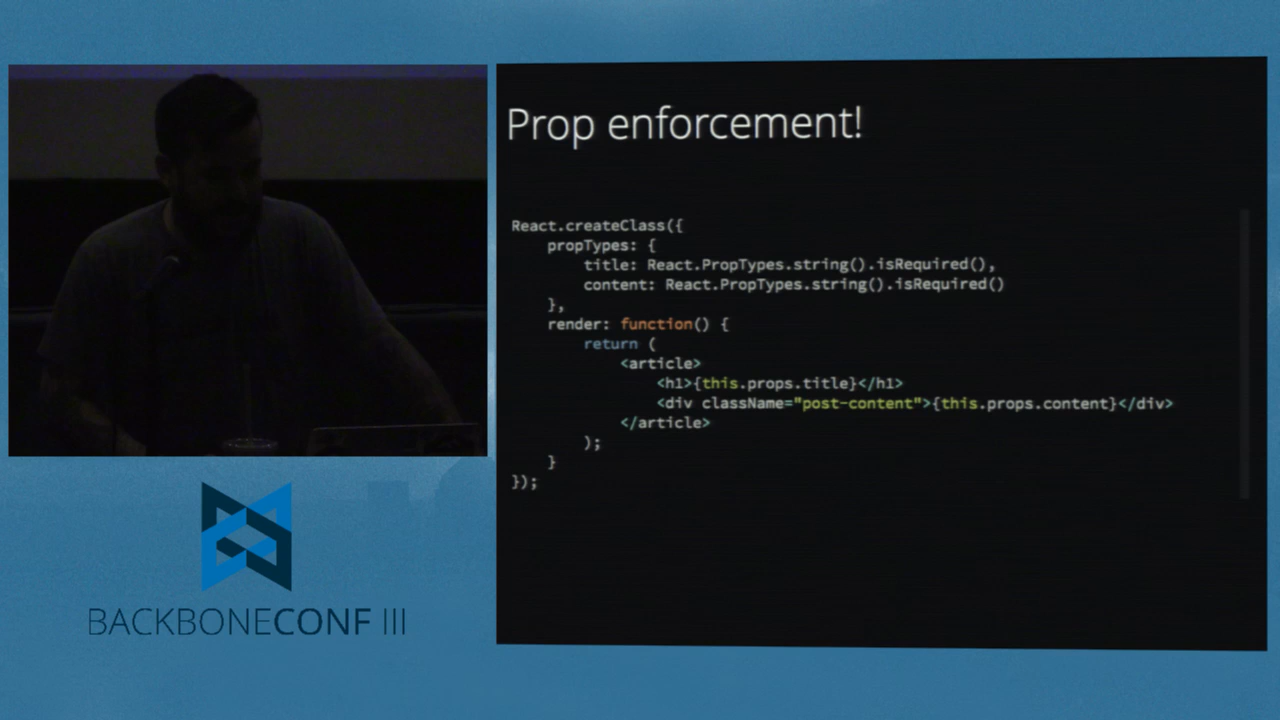 Prop enforcement!
React.createClass({
    propTypes: {
        title: React.PropTypes.string().isRequired(),
        content: React.PropTypes.string().isRequired()
    },
    render: function() {
        return (
            <article>
                <h1>{this.props.title}</h1>
                <div className="post-content">{this.props.content}</div>
            </article>
        );
    }
});
BACKBONECONF III